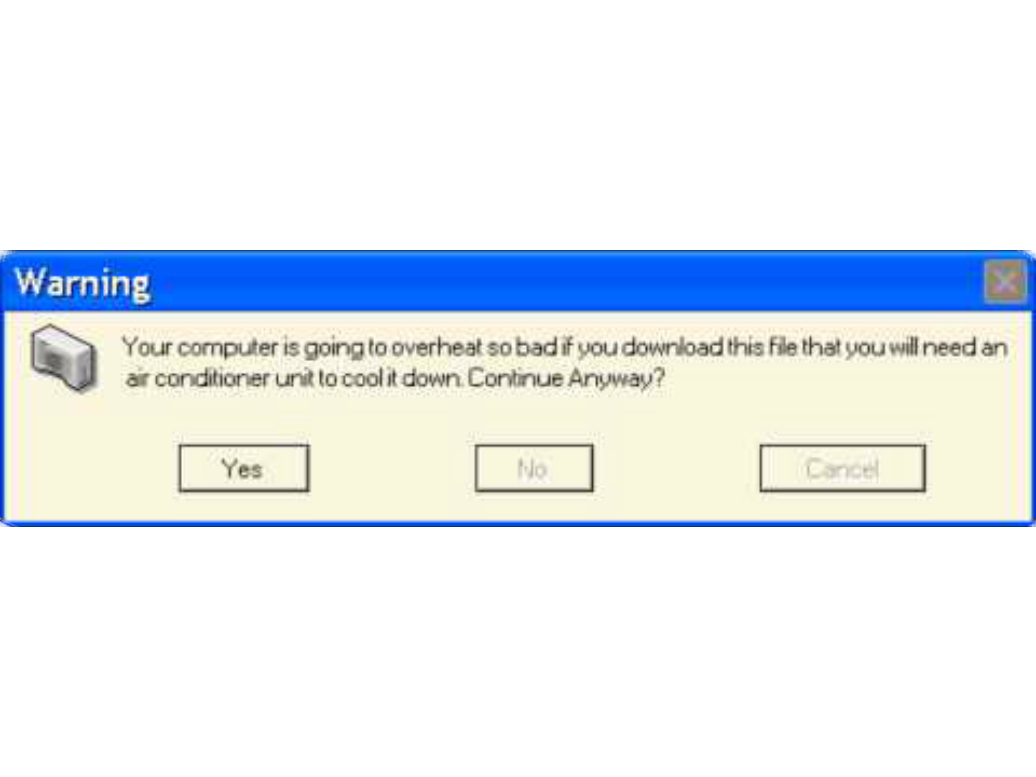 Warning
Your computer is going to overheat so bad if you download this file that you will need an
air conditioner unit to cool it down. Continue Anyway?
Yes No Cancel